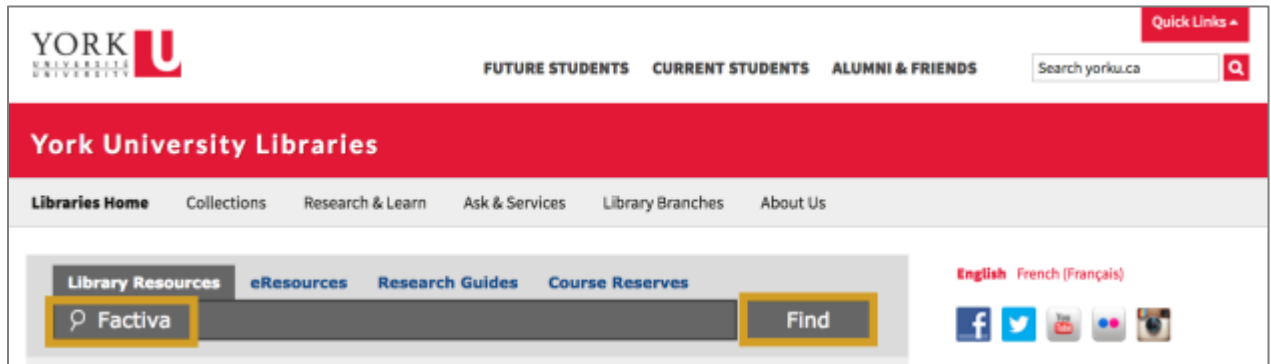 Quick Links
YORK U
UNIVERSITÉ
UNIVERSITY
FUTURE STUDENTS CURRENT STUDENTS ALUMNI & FRIENDS Search yorku.ca
York University Libraries
Libraries Home Collections Research & Learn Ask & Services Library Branches About Us
Library Resources eResources Research Guides Course Reserves
English French (Français)
Factiva Find
f You Tube